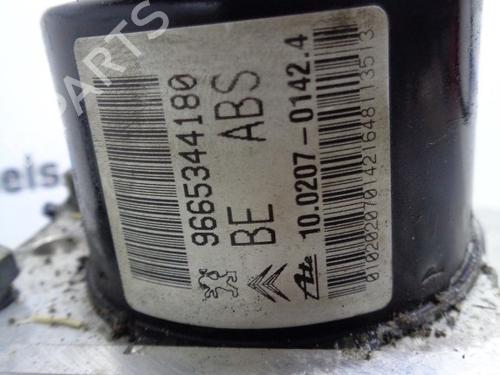 9665344180
BE ABS
Ate 10.0207-0142.4
PARTS
eis.